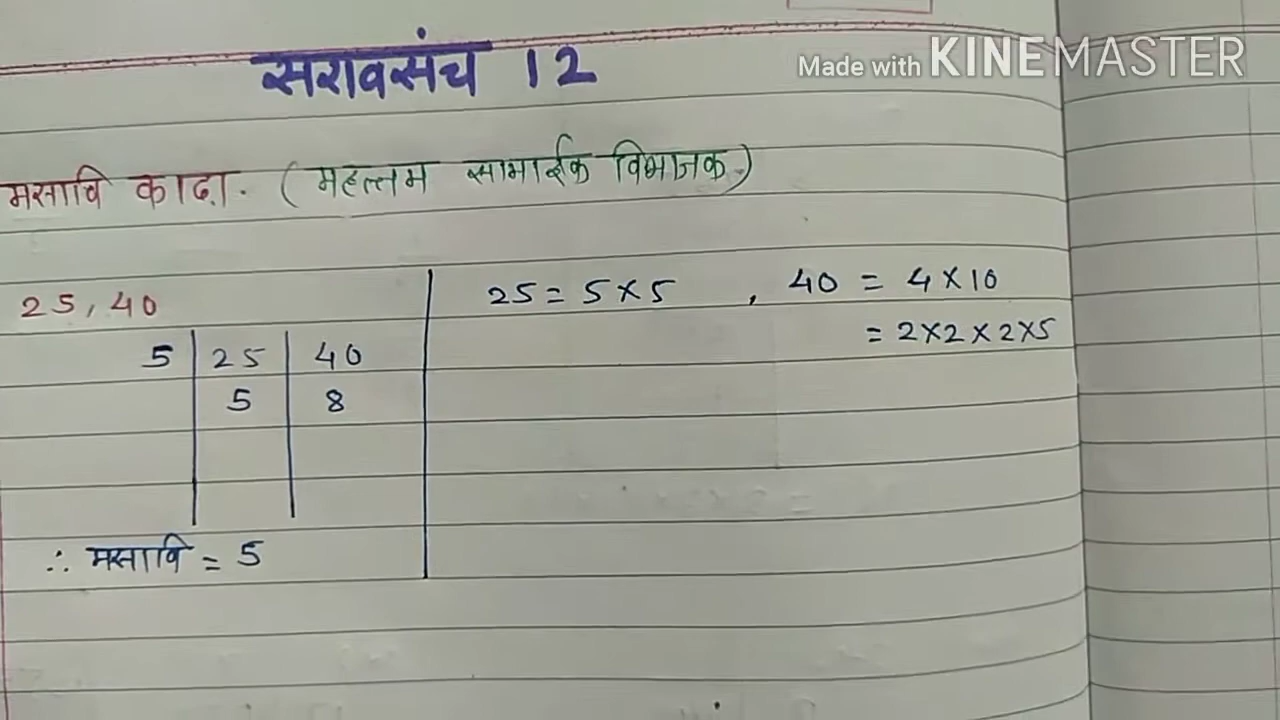 Made with KINEMASTER
सरावसंच 12
मसावि काढा. (महत्तम सामाईक विभाजक)
25, 40
5 | 25 | 40
5 | 8
∴ मसावि = 5
25 = 5×5 , 40 = 4×10
= 2×2×2×5